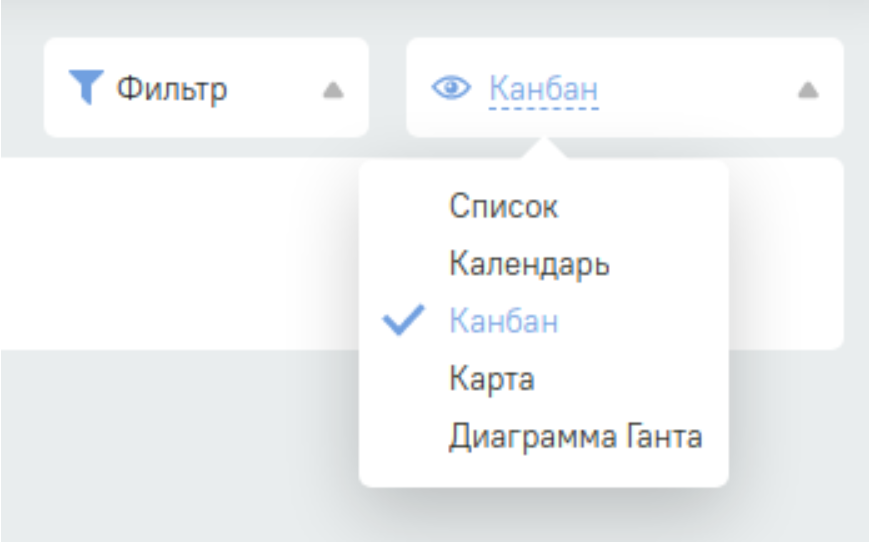 Фильтр
Канбан
Список
Календарь
Канбан
Карта
Диаграмма Ганта